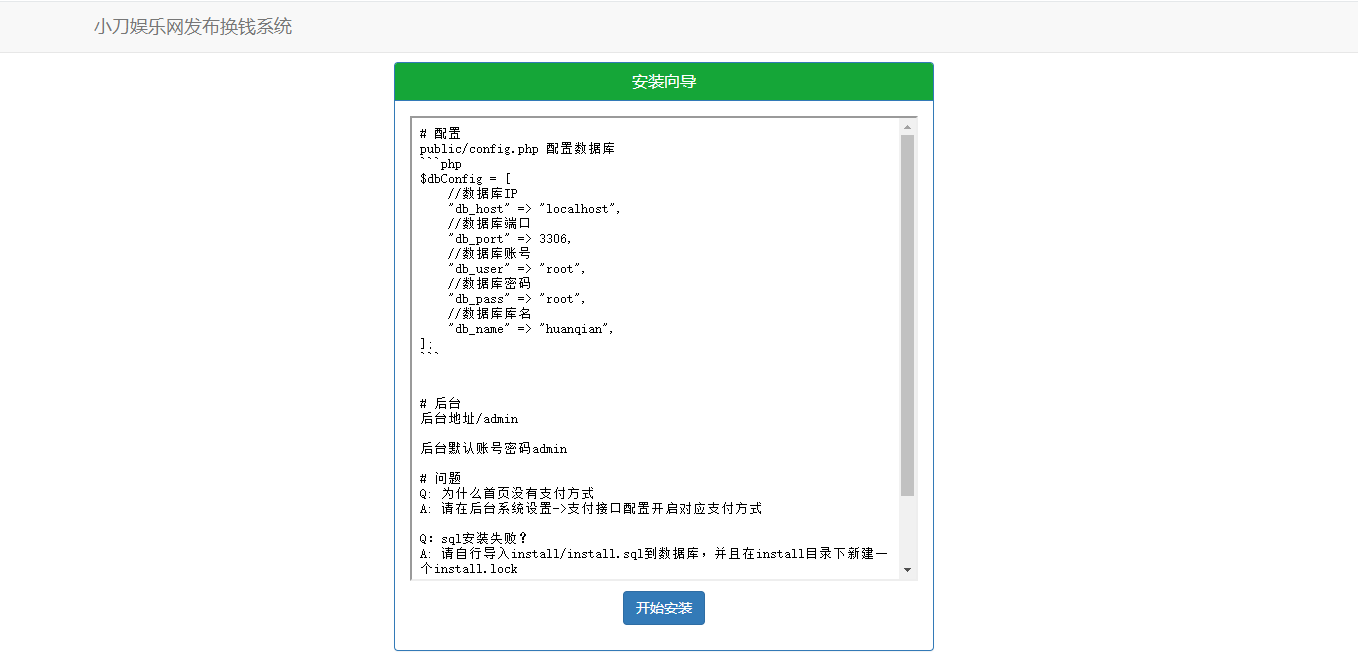 小刀娱乐网发布换钱系统
安装向导
# 配置
public/config.php 配置数据库
```php
$dbConfig = [
    //数据库IP
    "db_host" => "localhost",
    //数据库端口
    "db_port" => 3306,
    //数据库账号
    "db_user" => "root",
    //数据库密码
    "db_pass" => "root",
    //数据库库名
    "db_name" => "huanqian",
];
```
# 后台
后台地址/admin
后台默认账号密码admin
# 问题
Q: 为什么首页没有支付方式
A: 请在后台系统设置->支付接口配置开启对应支付方式
Q: sql安装失败？
A: 请自行导入install/install.sql到数据库，并且在install目录下新建一
个install.lock
开始安装